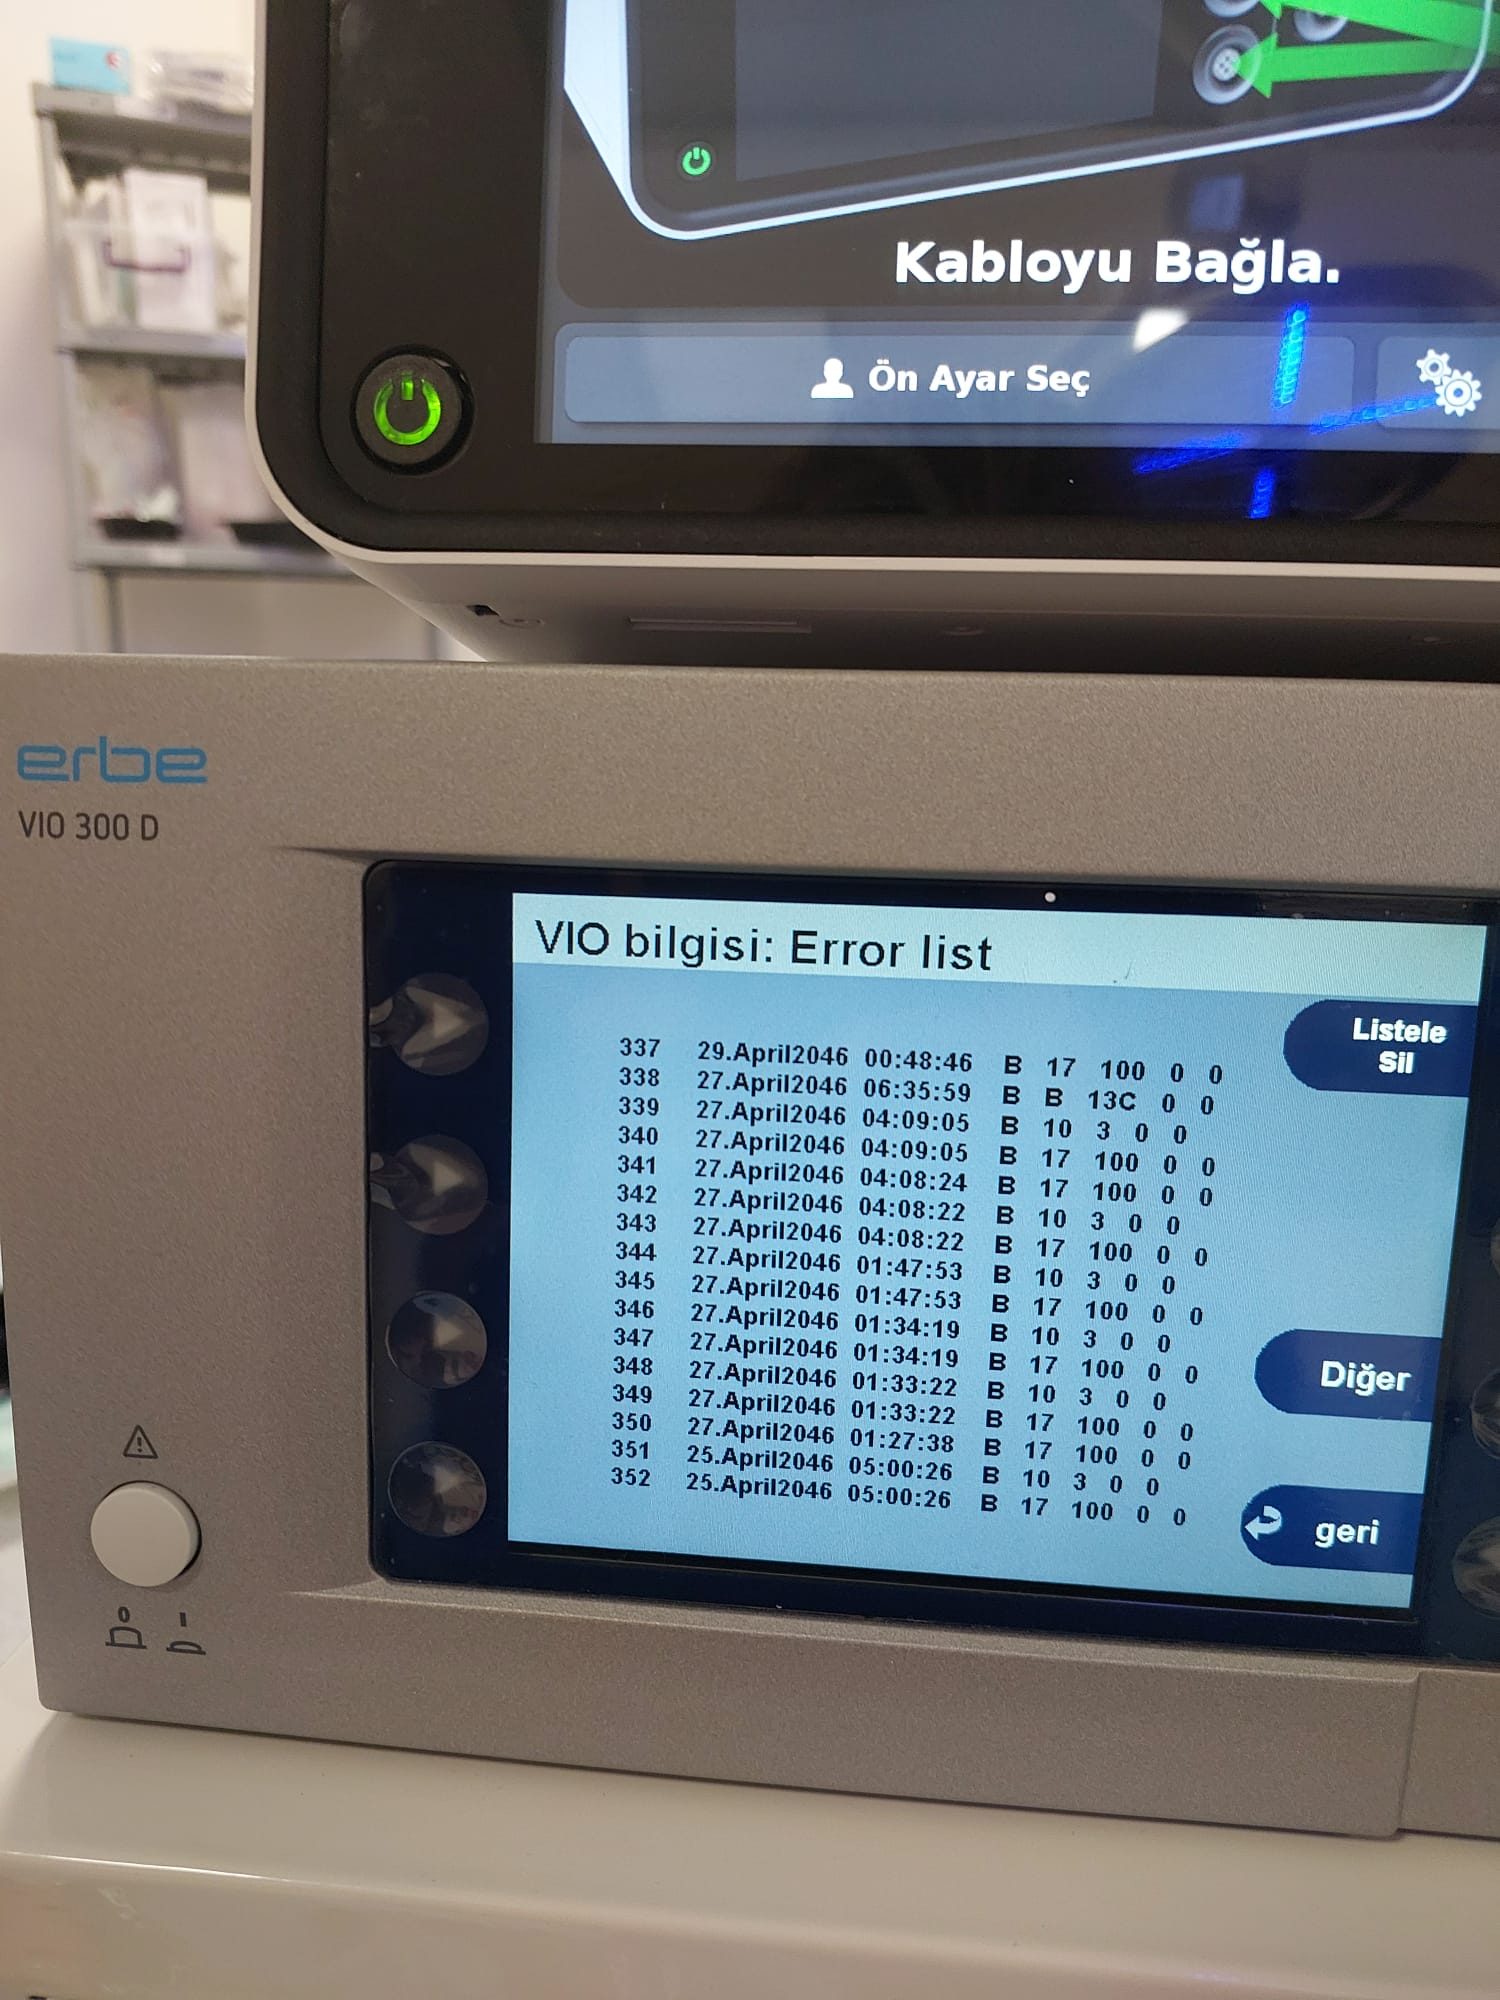 Kabloyu Bağla.
Ön Ayar Seç
erbe
VIO 300 D
VIO bilgisi: Error list
Listele
Sil
337 29.April2046 00:48:46 B 17 100 0 0
338 27.April2046 06:35:59 B B 13C 0 0
339 27.April2046 04:09:05 B 10 3 0 0
340 27.April2046 04:09:05 B 17 100 0 0
341 27.April2046 04:08:24 B 17 100 0 0
342 27.April2046 04:08:22 B 10 3 0 0
343 27.April2046 04:08:22 B 17 100 0 0
344 27.April2046 01:47:53 B 10 3 0 0
345 27.April2046 01:47:53 B 17 100 0 0
346 27.April2046 01:34:19 B 10 3 0 0
347 27.April2046 01:34:19 B 17 100 0 0
348 27.April2046 01:33:22 B 10 3 0 0
349 27.April2046 01:33:22 B 17 100 0 0
350 27.April2046 01:27:38 B 17 100 0 0
351 25.April2046 05:00:26 B 10 3 0 0
352 25.April2046 05:00:26 B 17 100 0 0
Diğer
geri